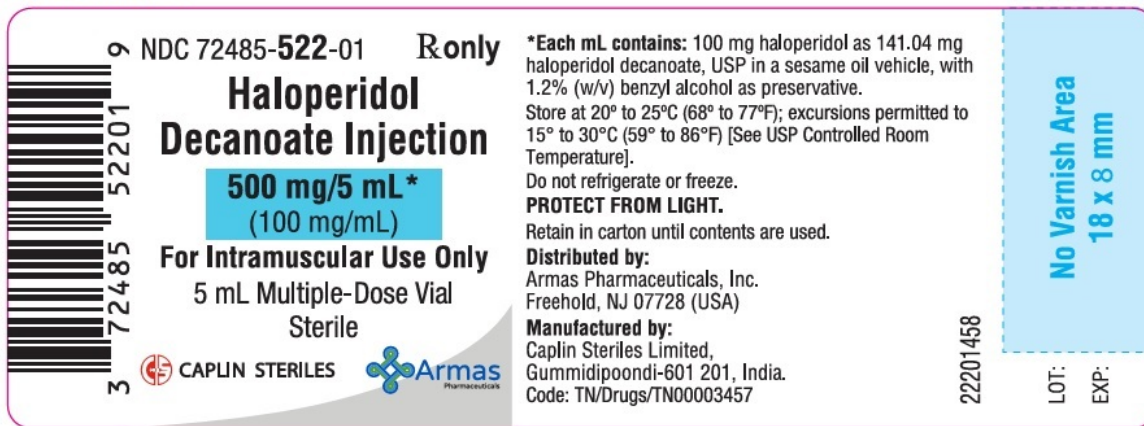 3 72485 52201 9
NDC 72485-522-01 Rx only
Haloperidol
Decanoate Injection
500 mg/5 mL*
(100 mg/mL)
For Intramuscular Use Only
5 mL Multiple-Dose Vial
Sterile
CS CAPLIN STERILES
Armas
Pharmaceuticals
*Each mL contains: 100 mg haloperidol as 141.04 mg
haloperidol decanoate, USP in a sesame oil vehicle, with
1.2% (w/v) benzyl alcohol as preservative.
Store at 20º to 25ºC (68º to 77ºF); excursions permitted to
15° to 30°C (59° to 86°F) [See USP Controlled Room
Temperature].
Do not refrigerate or freeze.
PROTECT FROM LIGHT.
Retain in carton until contents are used.
Distributed by:
Armas Pharmaceuticals, Inc.
Freehold, NJ 07728 (USA)
Manufactured by:
Caplin Steriles Limited,
Gummidipoondi-601 201, India.
Code: TN/Drugs/TN00003457
22201458
No Varnish Area
18 x 8 mm
LOT:
EXP: